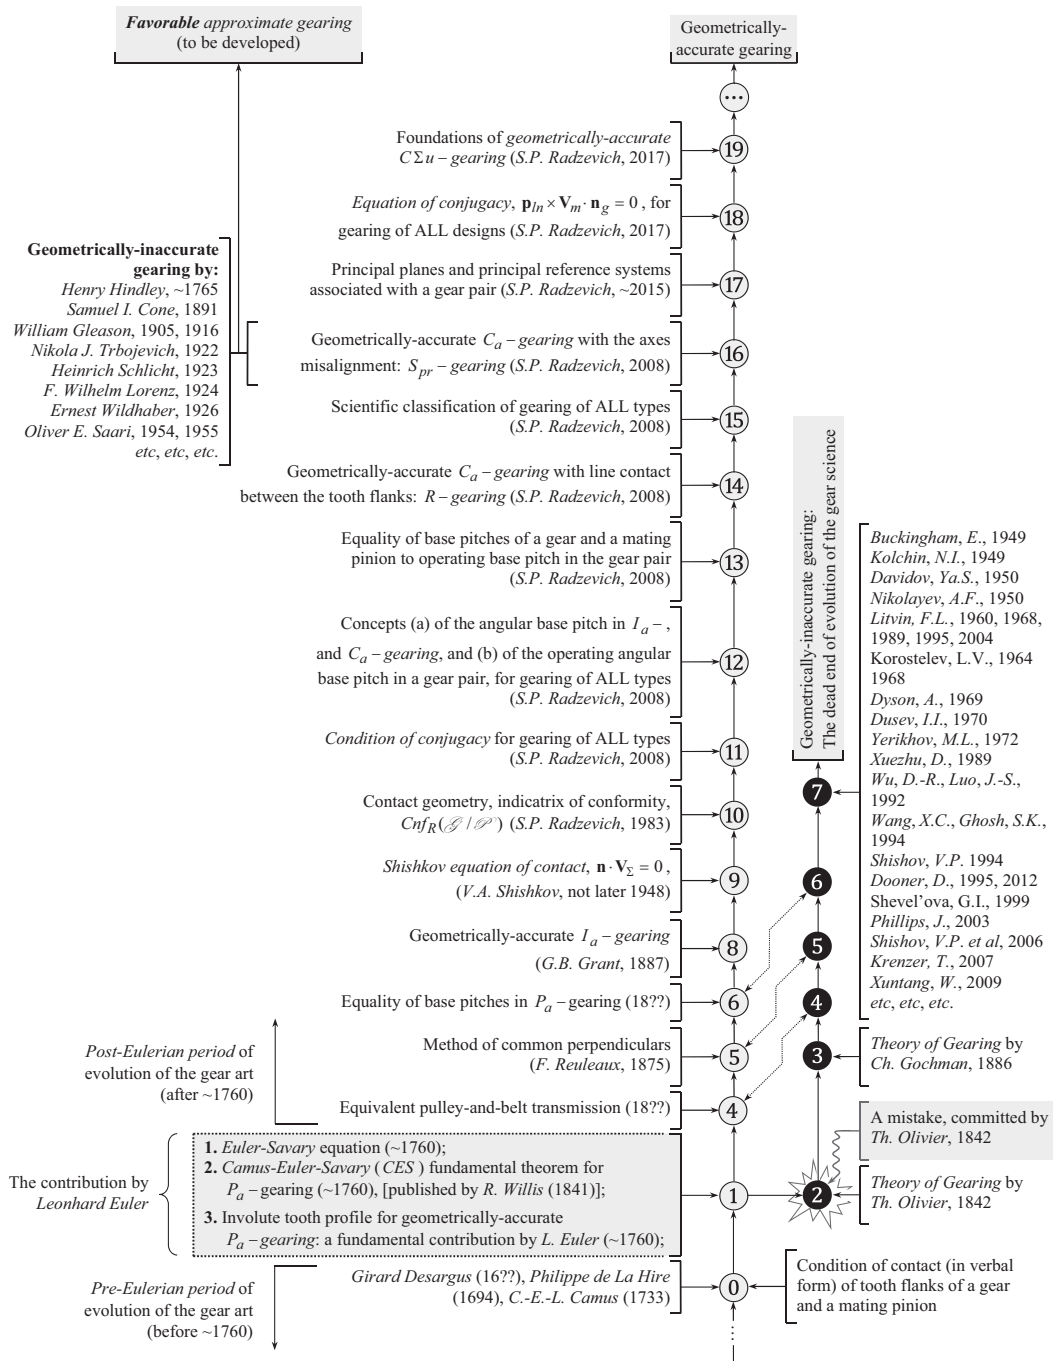 Favorable approximate gearing
(to be developed)
Geometrically-
accurate gearing
...
Foundations of geometrically-accurate
CΣu – gearing (S.P. Radzevich, 2017)
19
Equation of conjugacy, p_ln × V_m · n_g = 0 , for
gearing of ALL designs (S.P. Radzevich, 2017)
18
Principal planes and principal reference systems
associated with a gear pair (S.P. Radzevich, ~2015)
17
Geometrically-inaccurate
gearing by:
Henry Hindley, ~1765
Samuel I. Cone, 1891
William Gleason, 1905, 1916
Nikola J. Trbojevich, 1922
Heinrich Schlicht, 1923
F. Wilhelm Lorenz, 1924
Ernest Wildhaber, 1926
Oliver E. Saari, 1954, 1955
etc, etc, etc.
Geometrically-accurate C_a – gearing with the axes
misalignment: S_pr – gearing (S.P. Radzevich, 2008)
16
Scientific classification of gearing of ALL types
(S.P. Radzevich, 2008)
15
Geometrically-accurate C_a – gearing with line contact
between the tooth flanks: R – gearing (S.P. Radzevich, 2008)
14
Equality of base pitches of a gear and a mating
pinion to operating base pitch in the gear pair
(S.P. Radzevich, 2008)
13
Concepts (a) of the angular base pitch in I_a – ,
and C_a – gearing, and (b) of the operating angular
base pitch in a gear pair, for gearing of ALL types
(S.P. Radzevich, 2008)
12
Condition of conjugacy for gearing of ALL types
(S.P. Radzevich, 2008)
11
Contact geometry, indicatrix of conformity,
Cnf_R (𝒢 / 𝒫) (S.P. Radzevich, 1983)
10
Shishkov equation of contact, n · V_Σ = 0 ,
(V.A. Shishkov, not later 1948)
9
Geometrically-accurate I_a – gearing
(G.B. Grant, 1887)
8
Equality of base pitches in P_a – gearing (18??)
6
Method of common perpendiculars
(F. Reuleaux, 1875)
5
Equivalent pulley-and-belt transmission (18??)
4
Post-Eulerian period of
evolution of the gear art
(after ~1760)
The contribution by
Leonhard Euler
1. Euler-Savary equation (~1760);
2. Camus-Euler-Savary (CES) fundamental theorem for
P_a – gearing (~1760), [published by R. Willis (1841)];
3. Involute tooth profile for geometrically-accurate
P_a – gearing: a fundamental contribution by L. Euler (~1760);
1
Pre-Eulerian period of
evolution of the gear art
(before ~1760)
Girard Desargus (16??), Philippe de La Hire
(1694), C.-E.-L. Camus (1733)
0
Condition of contact (in verbal
form) of tooth flanks of a gear
and a mating pinion
Geometrically-inaccurate gearing:
The dead end of evolution of the gear science
7
6
5
4
3
2
Buckingham, E., 1949
Kolchin, N.I., 1949
Davidov, Ya.S., 1950
Nikolayev, A.F., 1950
Litvin, F.L., 1960, 1968,
1989, 1995, 2004
Korostelev, L.V., 1964
1968
Dyson, A., 1969
Dusev, I.I., 1970
Yerikhov, M.L., 1972
Xuezhu, D., 1989
Wu, D.-R., Luo, J.-S.,
1992
Wang, X.C., Ghosh, S.K.,
1994
Shishov, V.P. 1994
Dooner, D., 1995, 2012
Shevel'ova, G.I., 1999
Phillips, J., 2003
Shishov, V.P. et al, 2006
Krenzer, T., 2007
Xuntang, W., 2009
etc, etc, etc.
Theory of Gearing by
Ch. Gochman, 1886
A mistake, committed by
Th. Olivier, 1842
Theory of Gearing by
Th. Olivier, 1842